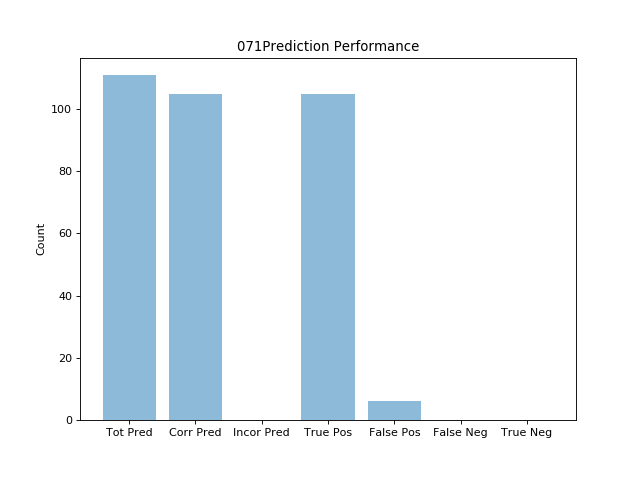 071Prediction Performance
Count
100
80
60
40
20
0
Tot Pred Corr Pred Incor Pred True Pos False Pos False Neg True Neg